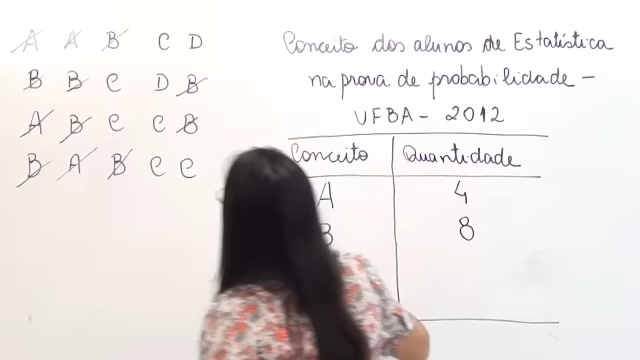 A A B C D
B B C D B
A B C C B
B A B C C
Conceito dos alunos de Estatística
na prova de probabilidade -
UFBA - 2012
Conceito Quantidade
A 4
B 8